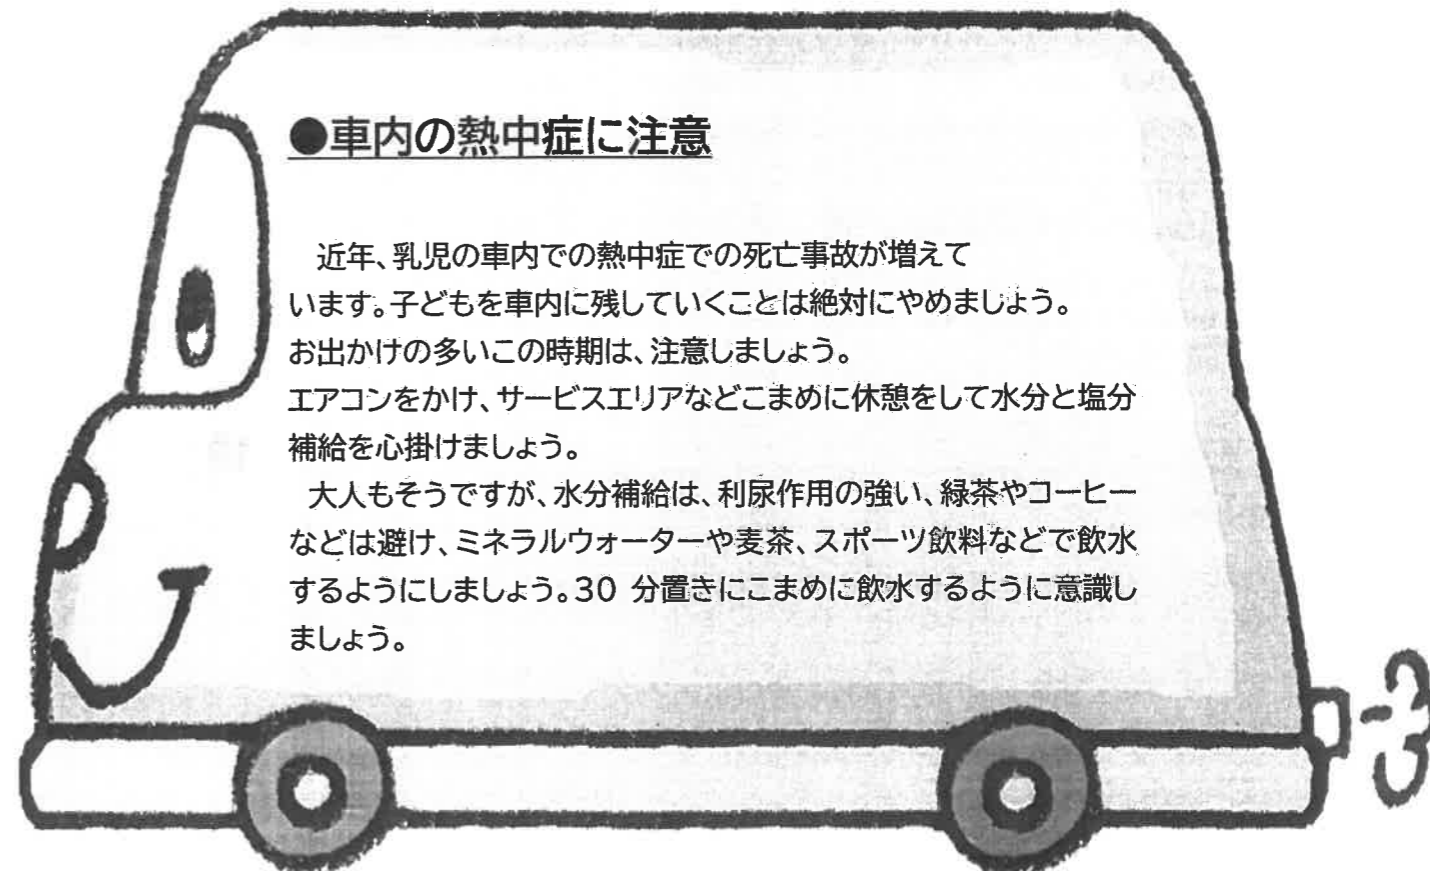 ●車内の熱中症に注意
近年、乳児の車内での熱中症での死亡事故が増えて
います。子どもを車内に残していくことは絶対にやめましょう。
お出かけの多いこの時期は、注意しましょう。
エアコンをかけ、サービスエリアなどこまめに休憩をして水分と塩分
補給を心掛けましょう。
大人もそうですが、水分補給は、利尿作用の強い、緑茶やコーヒー
などは避け、ミネラルウォーターや麦茶、スポーツ飲料などで飲水
するようにしましょう。30 分置きにこまめに飲水するように意識し
ましょう。